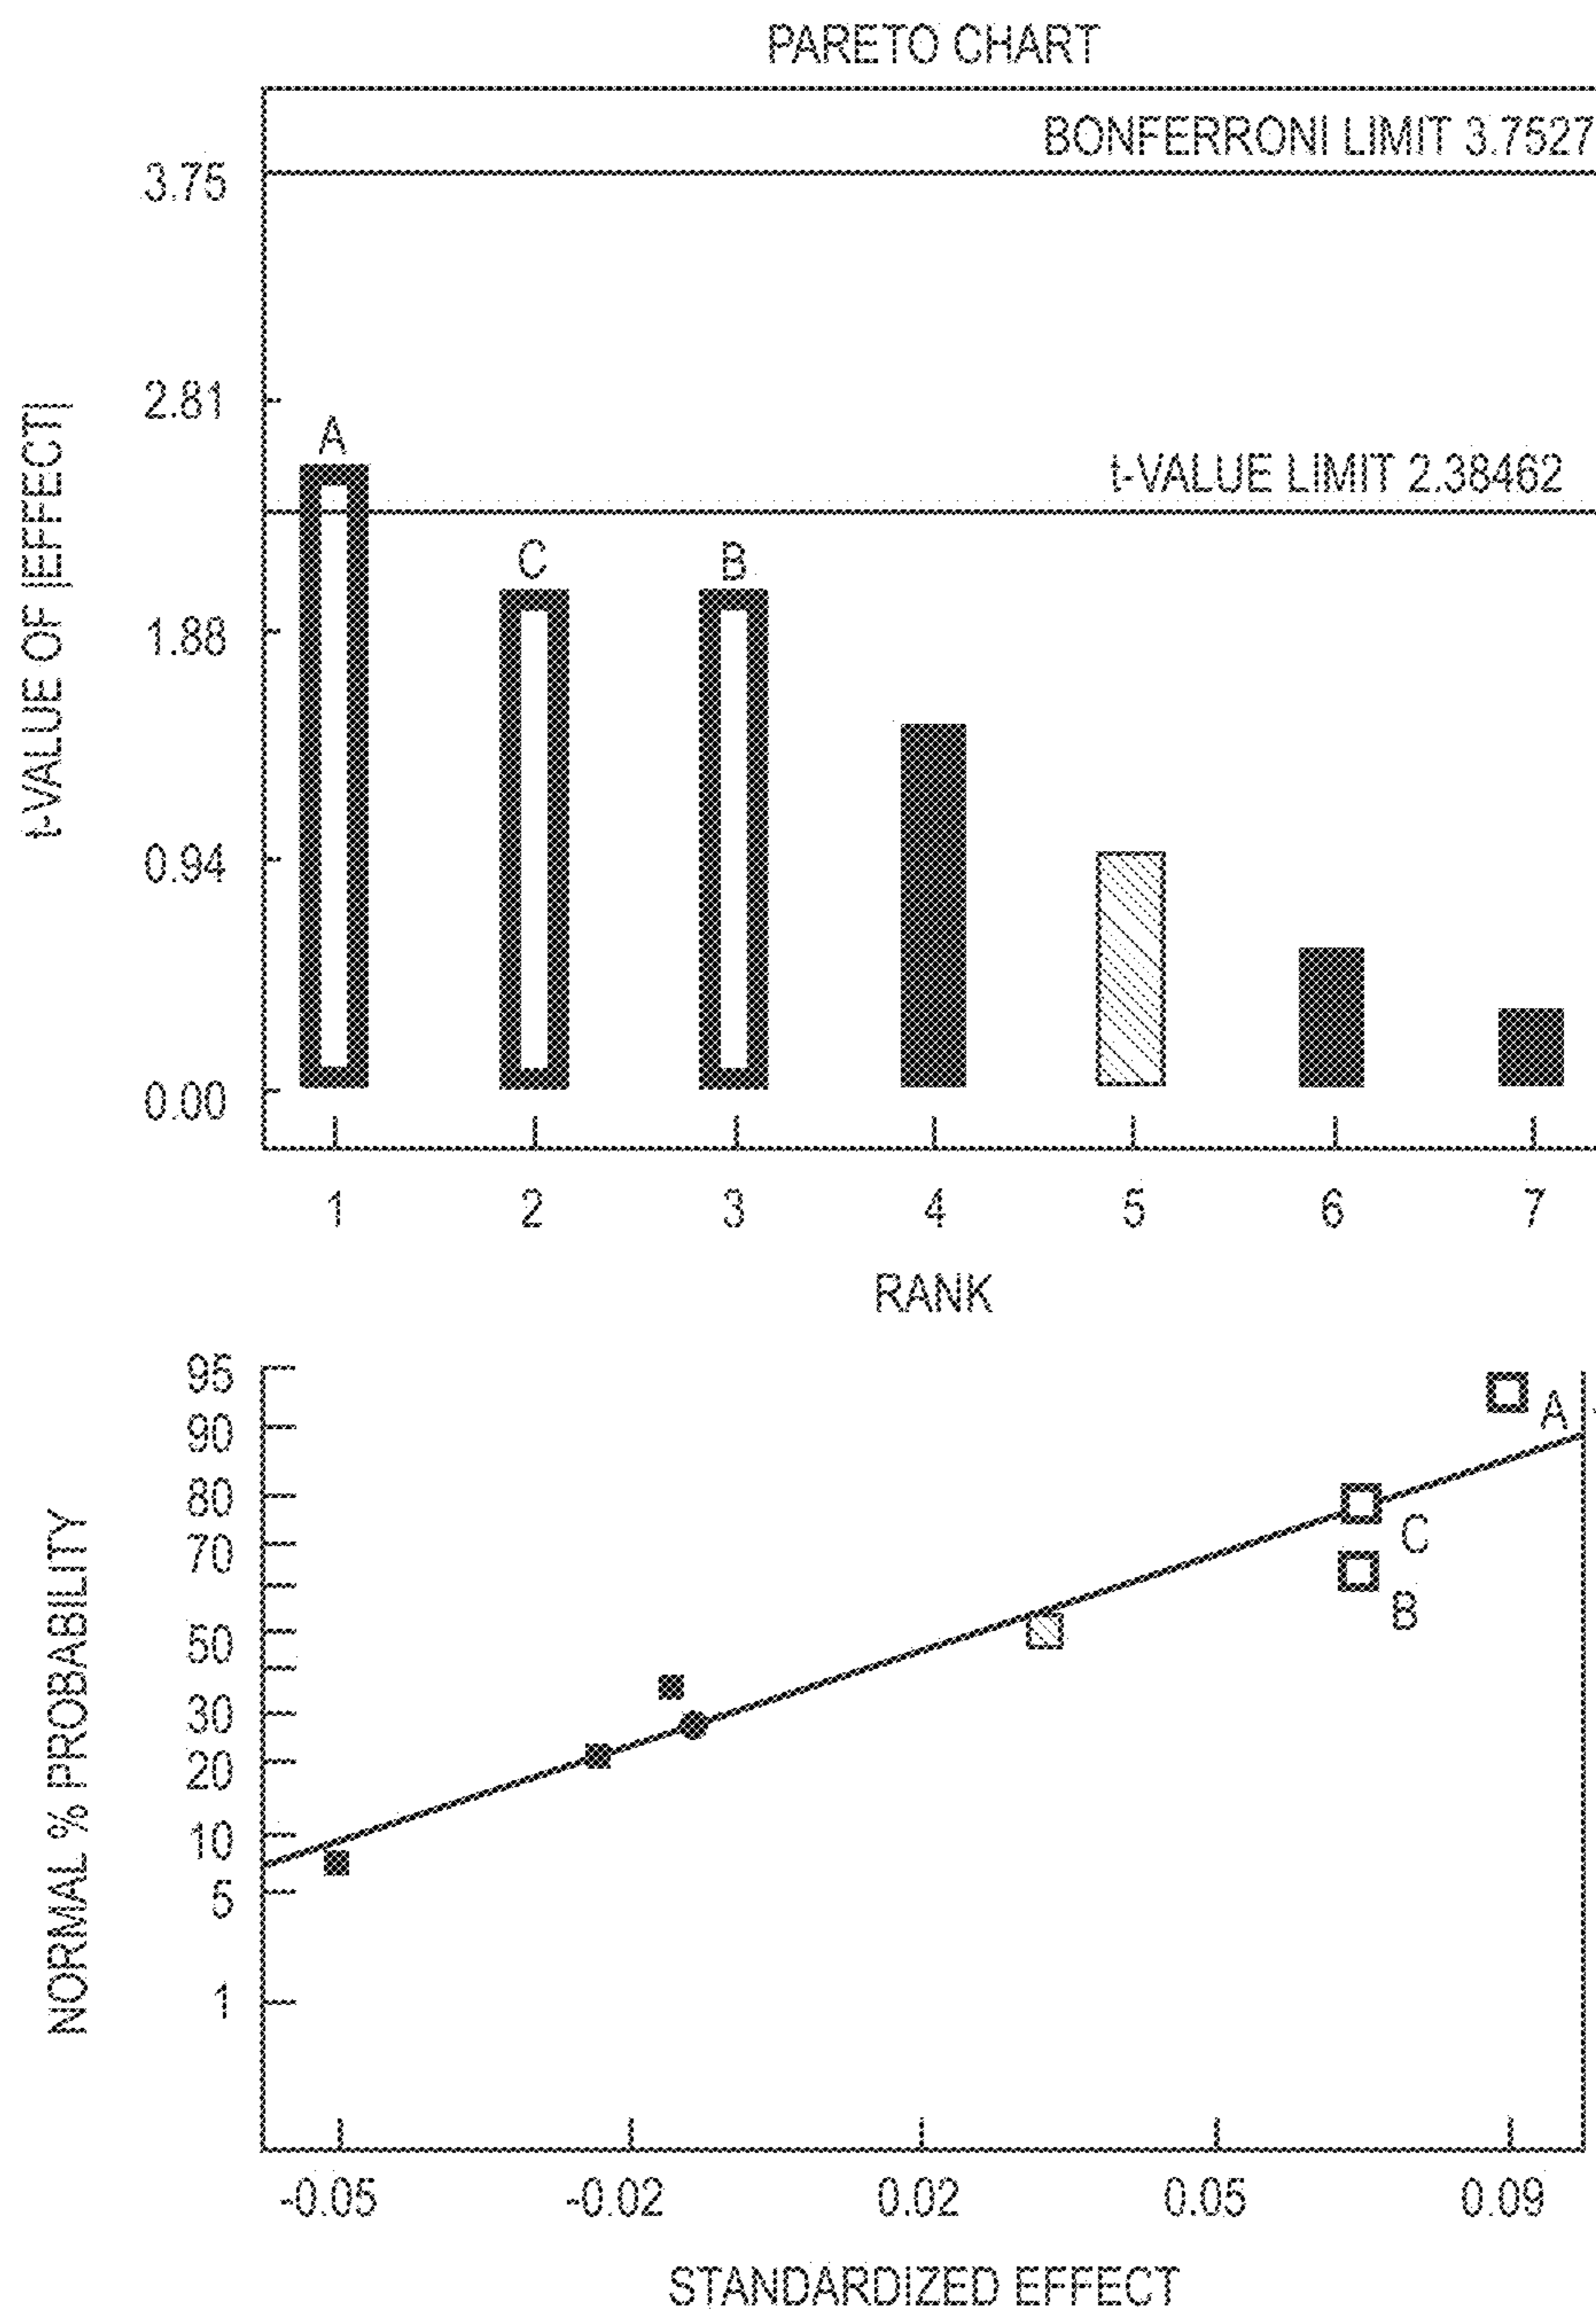 PARETO CHART
BONFERRONI LIMIT 3.7527
3.75
2.81
A
t-VALUE LIMIT 2.38462
C
B
1.88
0.94
0.00
t-VALUE OF |EFFECT|
1 2 3 4 5 6 7
RANK
95
A
90
80
C
70
B
50
30
20
10
5
1
NORMAL % PROBABILITY
-0.05 -0.02 0.02 0.05 0.09
STANDARDIZED EFFECT